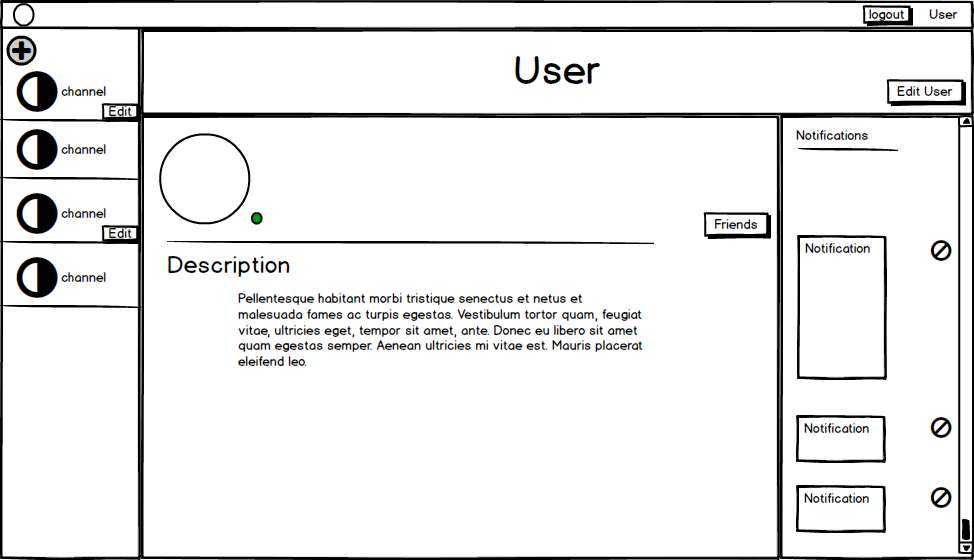 logout
User
User
Edit User
channel
Edit
channel
channel
Edit
channel
Friends
Description
Pellentesque habitant morbi tristique senectus et netus et
malesuada fames ac turpis egestas. Vestibulum tortor quam, feugiat
vitae, ultricies eget, tempor sit amet, ante. Donec eu libero sit amet
quam egestas semper. Aenean ultricies mi vitae est. Mauris placerat
eleifend leo.
Notifications
Notification
Notification
Notification